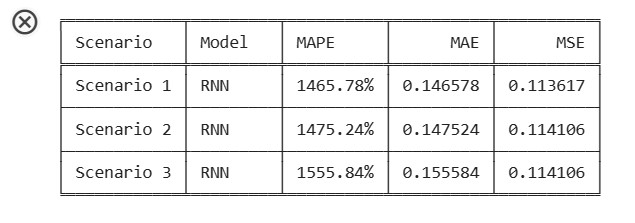 Scenario Model MAPE MAE MSE
Scenario 1 RNN 1465.78% 0.146578 0.113617
Scenario 2 RNN 1475.24% 0.147524 0.114106
Scenario 3 RNN 1555.84% 0.155584 0.114106